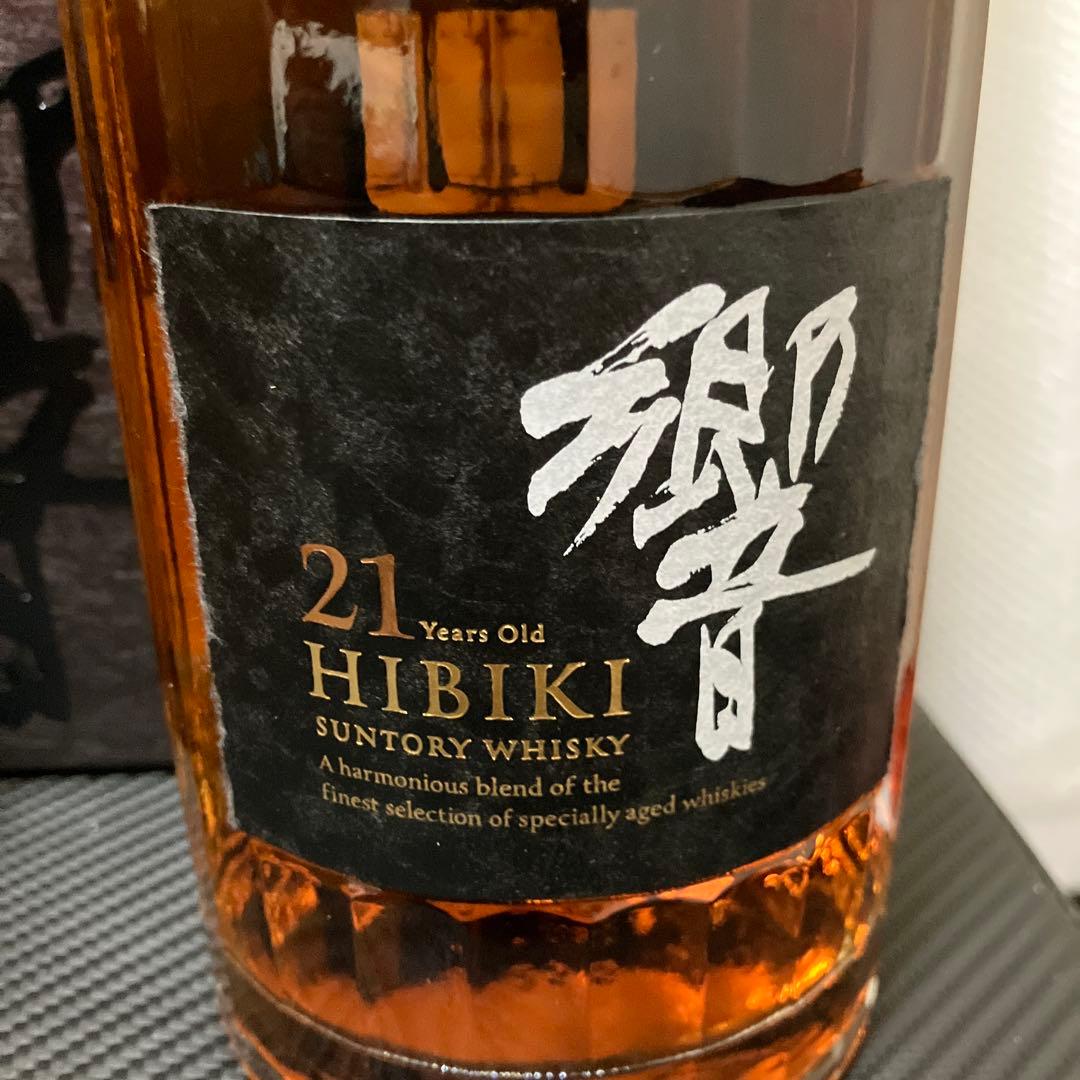 響
21 Years Old
HIBIKI
SUNTORY WHISKY
A harmonious blend of the
finest selection of specially aged whiskies